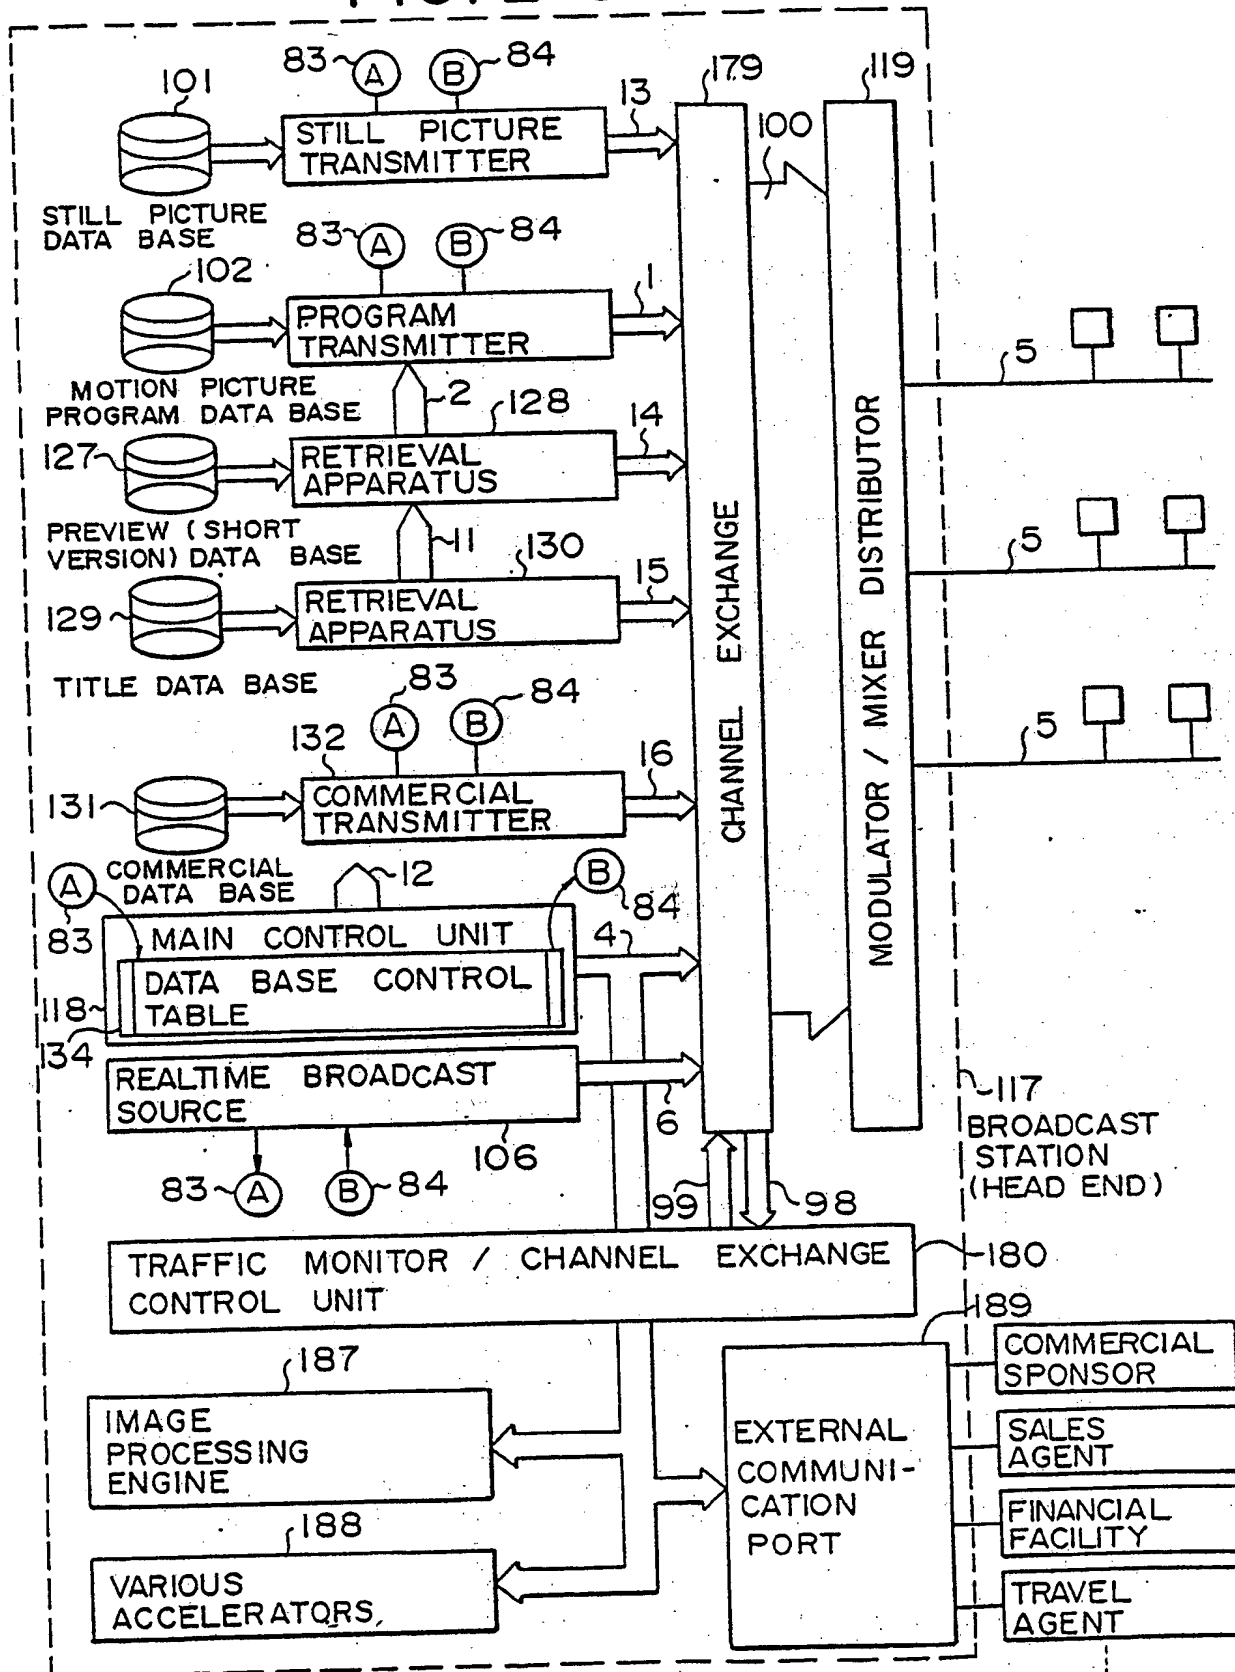 83 A B 84
101
STILL PICTURE
TRANSMITTER
13
179
119
100
STILL PICTURE
DATA BASE
83 A B 84
102
PROGRAM
TRANSMITTER
1
MOTION PICTURE
PROGRAM DATA BASE
2
128
127
RETRIEVAL
APPARATUS
14
PREVIEW (SHORT
VERSION) DATA BASE
11
130
129
RETRIEVAL
APPARATUS
15
TITLE DATA BASE
83
A
84
B
132
131
COMMERCIAL
TRANSMITTER
16
COMMERCIAL
DATA BASE
12
A
83
B
84
MAIN CONTROL UNIT
4
DATA BASE CONTROL
TABLE
118
134
REALTIME BROADCAST
SOURCE
6
106
83 A B 84
CHANNEL EXCHANGE
MODULATOR / MIXER DISTRIBUTOR
5
5
5
117
BROADCAST
STATION
(HEAD END)
99
98
TRAFFIC MONITOR / CHANNEL EXCHANGE
CONTROL UNIT
180
189
187
IMAGE
PROCESSING
ENGINE
188
VARIOUS
ACCELERATORS,
EXTERNAL
COMMUNI-
CATION
PORT
COMMERCIAL
SPONSOR
SALES
AGENT
FINANCIAL
FACILITY
TRAVEL
AGENT